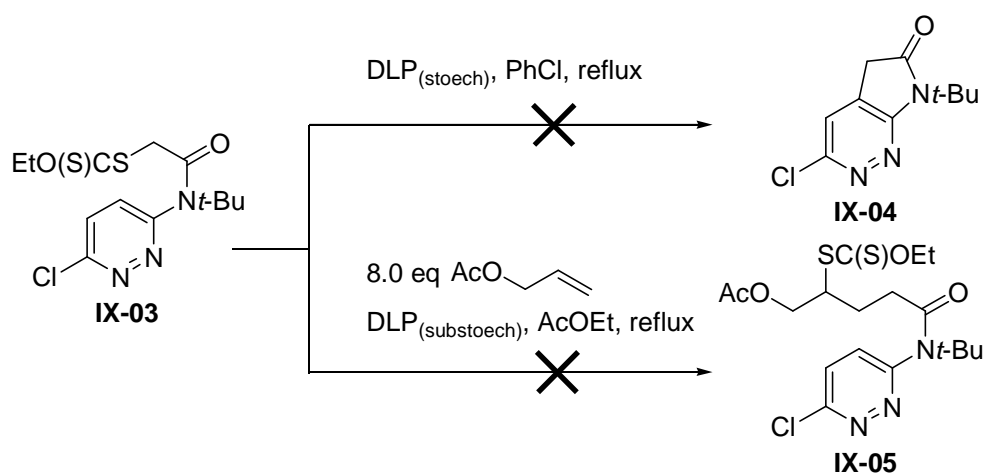 DLP(stoech), PhCl, reflux
O
Nt-Bu
Cl
N
N
IX-04
EtO(S)CS
O
Nt-Bu
Cl
N
N
IX-03
8.0 eq AcO
DLP(substoech), AcOEt, reflux
SC(S)OEt
AcO
O
Nt-Bu
Cl
N
N
IX-05